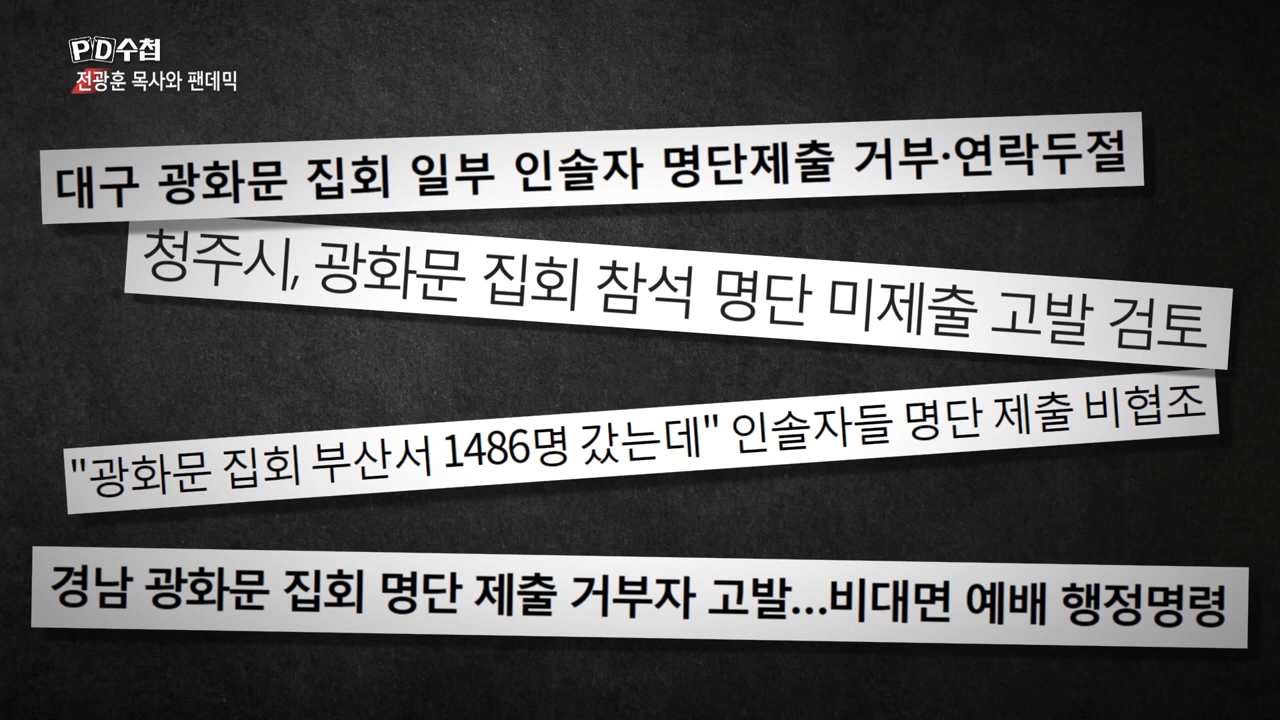 PD수첩
전광훈 목사와 팬데믹
대구 광화문 집회 일부 인솔자 명단제출 거부·연락두절
청주시, 광화문 집회 참석 명단 미제출 고발 검토
"광화문 집회 부산서 1486명 갔는데" 인솔자들 명단 제출 비협조
경남 광화문 집회 명단 제출 거부자 고발...비대면 예배 행정명령